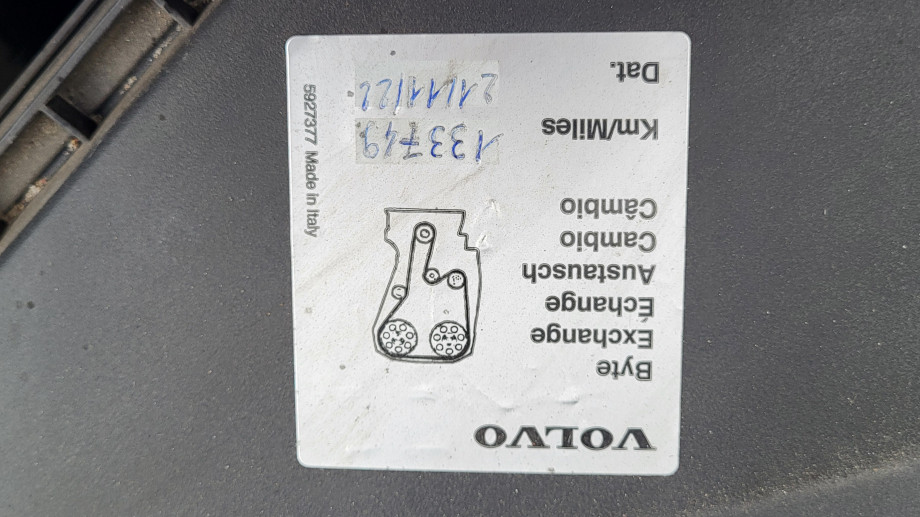 VOLVO
Byte
Exchange
Échange
Austausch
Cambio
Câmbio
Km/Miles 133749
Dat. 21/11/22
5927377 Made in Italy